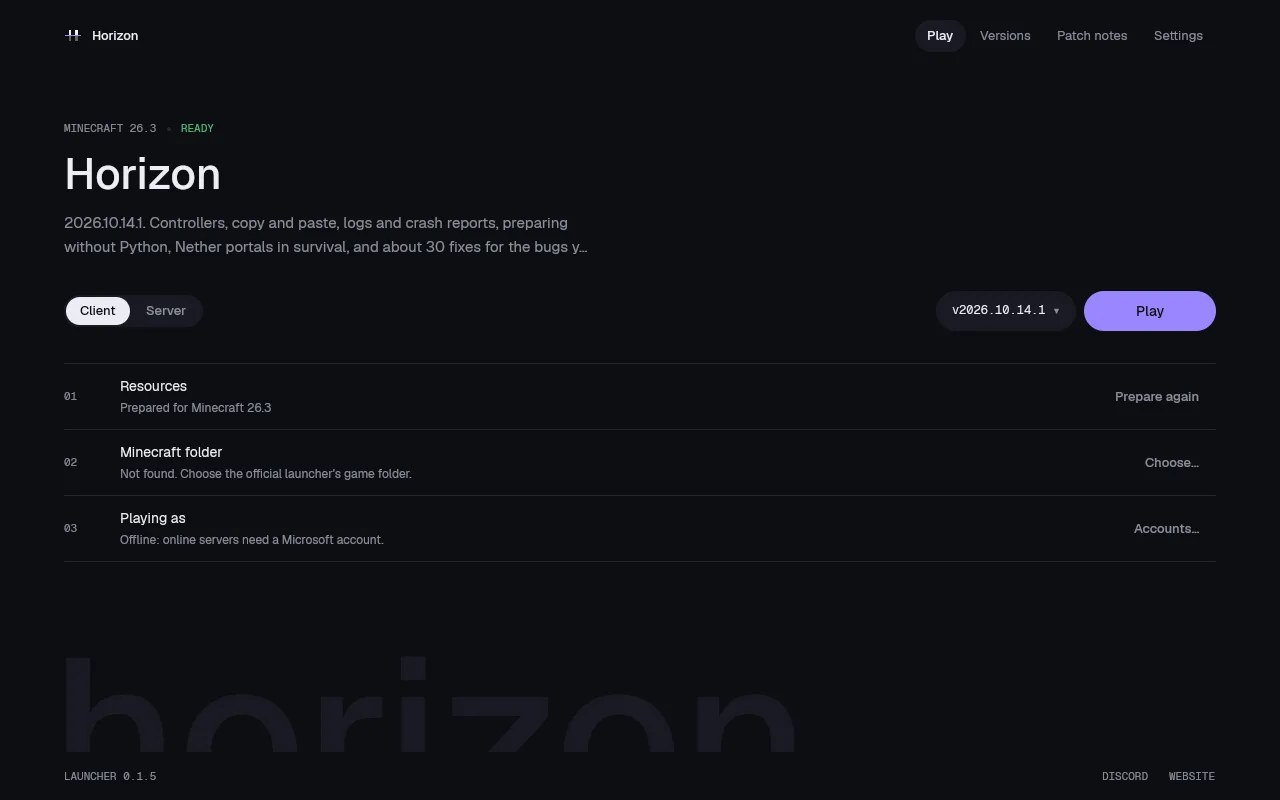 Horizon
Play
Versions
Patch notes
Settings
MINECRAFT 26.3 • READY
Horizon
2026.10.14.1. Controllers, copy and paste, logs and crash reports, preparing
without Python, Nether portals in survival, and about 30 fixes for the bugs y…
Client
Server
v2026.10.14.1 ▾
Play
01
Resources
Prepared for Minecraft 26.3
Prepare again
02
Minecraft folder
Not found. Choose the official launcher's game folder.
Choose…
03
Playing as
Offline: online servers need a Microsoft account.
Accounts…
horizon
LAUNCHER 0.1.5
DISCORD
WEBSITE